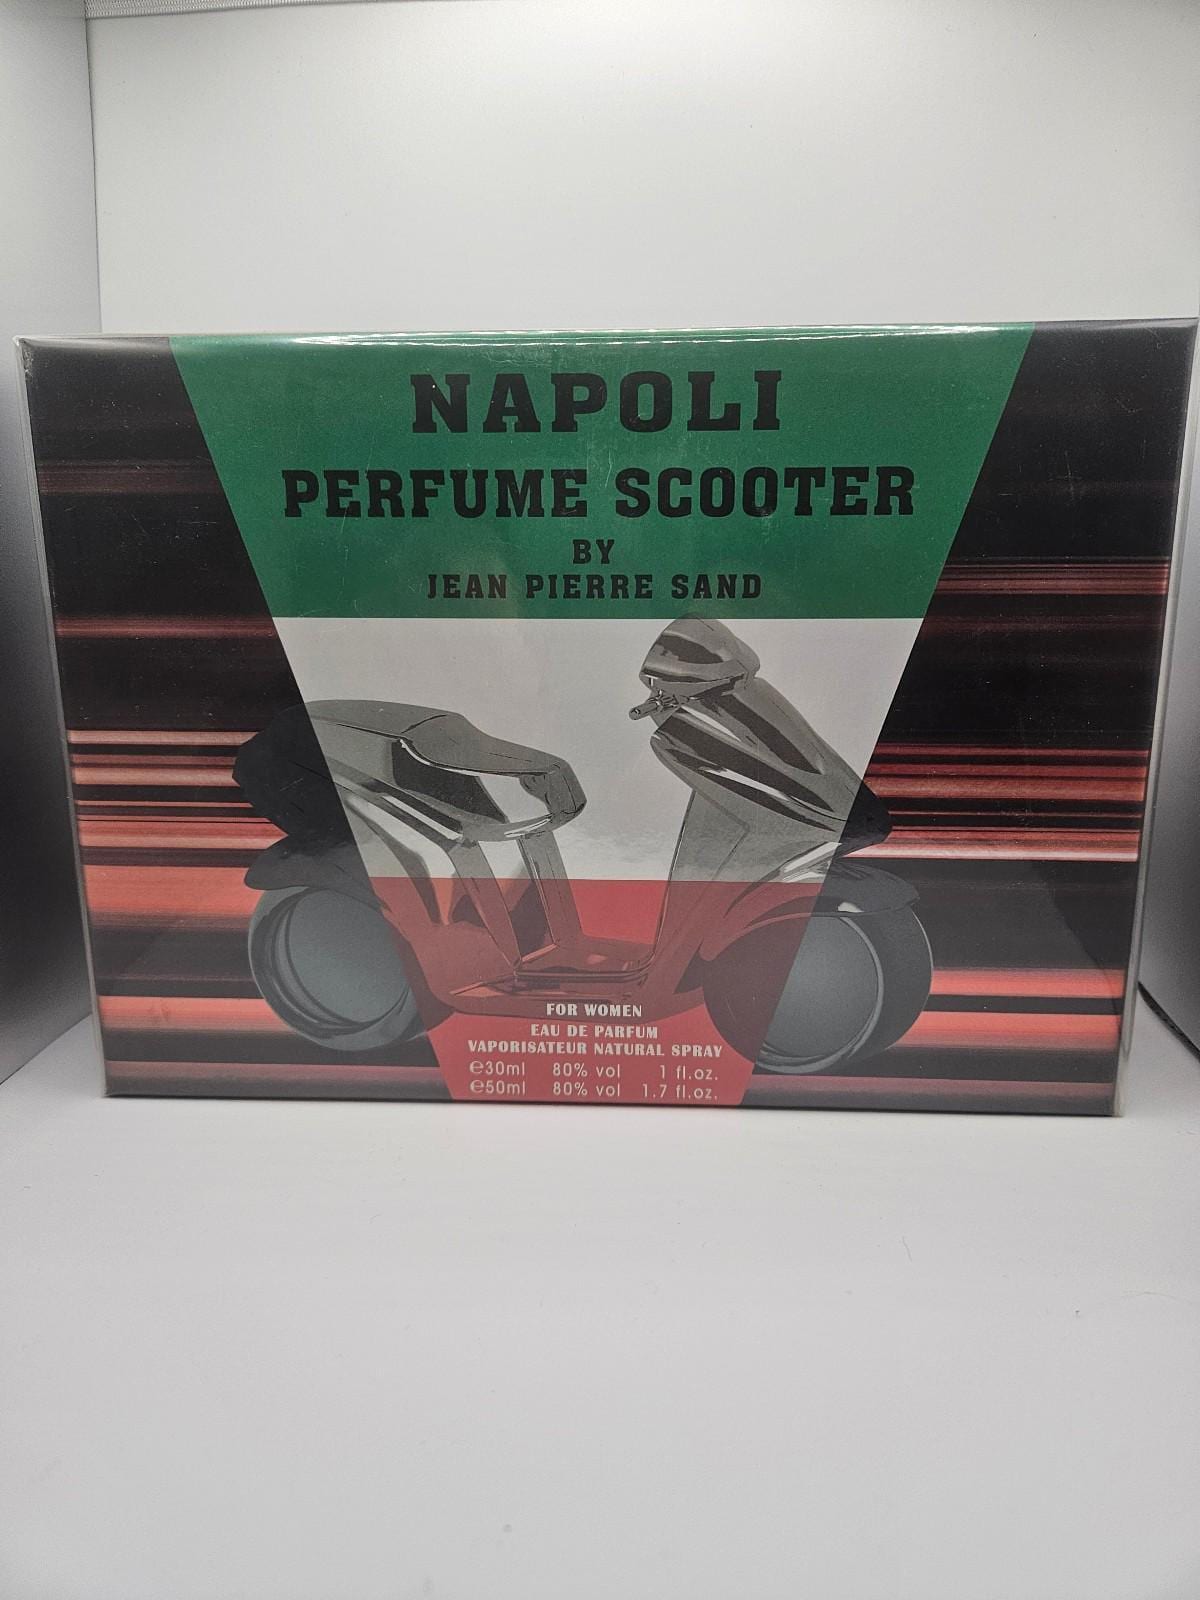 NAPOLI
PERFUME SCOOTER
BY
JEAN PIERRE SAND
FOR WOMEN
EAU DE PARFUM
VAPORISATEUR NATURAL SPRAY
℮30ml 80% vol 1 fl.oz.
℮50ml 80% vol 1.7 fl.oz.